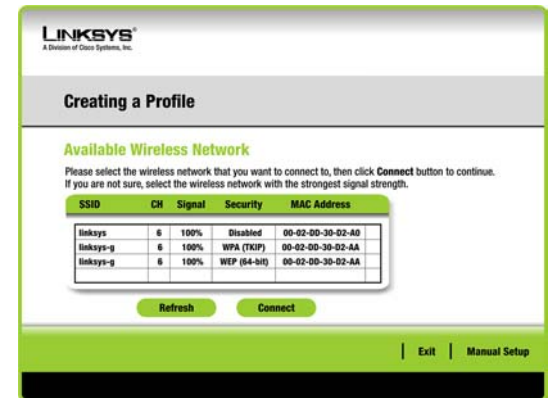 LINKSYS®
A Division of Cisco Systems, Inc.
Creating a Profile
Available Wireless Network
Please select the wireless network that you want to connect to, then click Connect button to continue.
If you are not sure, select the wireless network with the strongest signal strength.
SSID CH Signal Security MAC Address
linksys 6 100% Disabled 00-02-DD-30-D2-A0
linksys-g 6 100% WPA (TKIP) 00-02-DD-30-D2-AA
linksys-g 6 100% WEP (64-bit) 00-02-DD-30-D2-AA
Refresh Connect
Exit Manual Setup